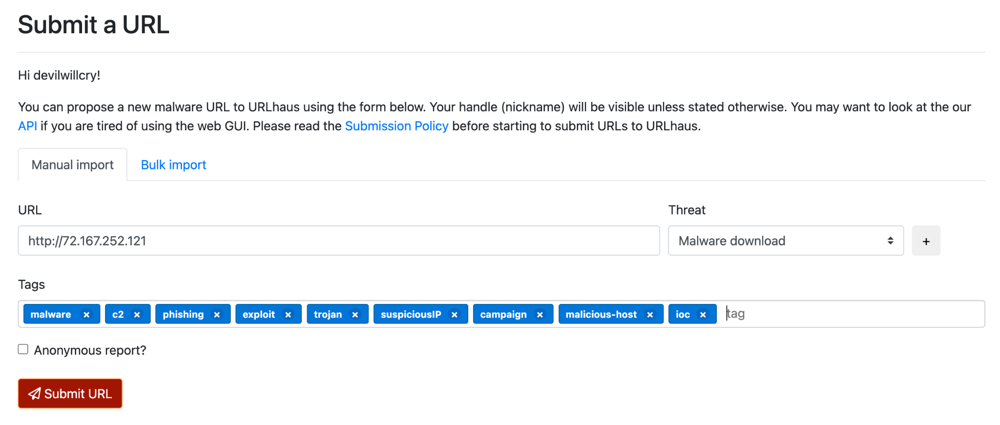 Submit a URL
Hi devilwillcry!
You can propose a new malware URL to URLhaus using the form below. Your handle (nickname) will be visible unless stated otherwise. You may want to look at the our
API if you are tired of using the web GUI. Please read the Submission Policy before starting to submit URLs to URLhaus.
Manual import Bulk import
URL Threat
http://72.167.252.121 Malware download +
Tags
malware × c2 × phishing × exploit × trojan × suspiciousIP × campaign × malicious-host × ioc × tag
Anonymous report?
Submit URL